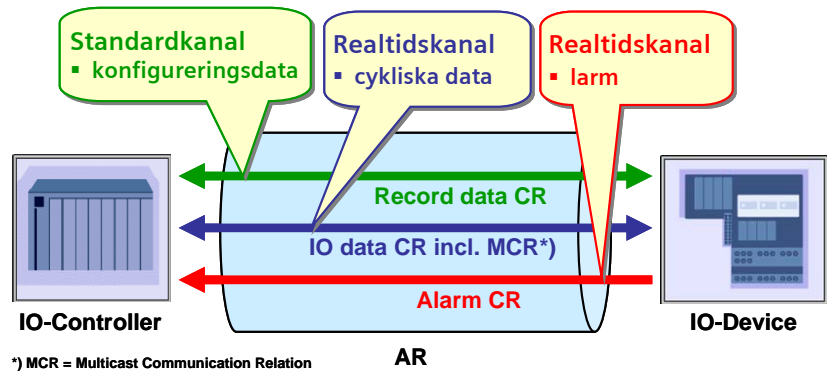 Standardkanal
▪ konfigureringsdata
Realtidskanal
▪ cykliska data
Realtidskanal
▪ larm
Record data CR
IO data CR incl. MCR*)
Alarm CR
IO-Controller
IO-Device
*) MCR = Multicast Communication Relation
AR